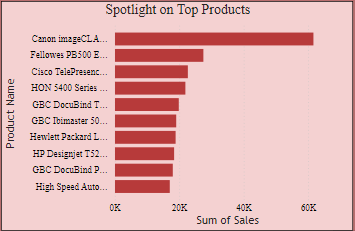 Spotlight on Top Products
Product Name
Canon imageCLA...
Fellowes PB500 E...
Cisco TelePresenc...
HON 5400 Series ...
GBC DocuBind T...
GBC Ibimaster 50...
Hewlett Packard L...
HP Designjet T52...
GBC DocuBind P...
High Speed Auto...
0K 20K 40K 60K
Sum of Sales